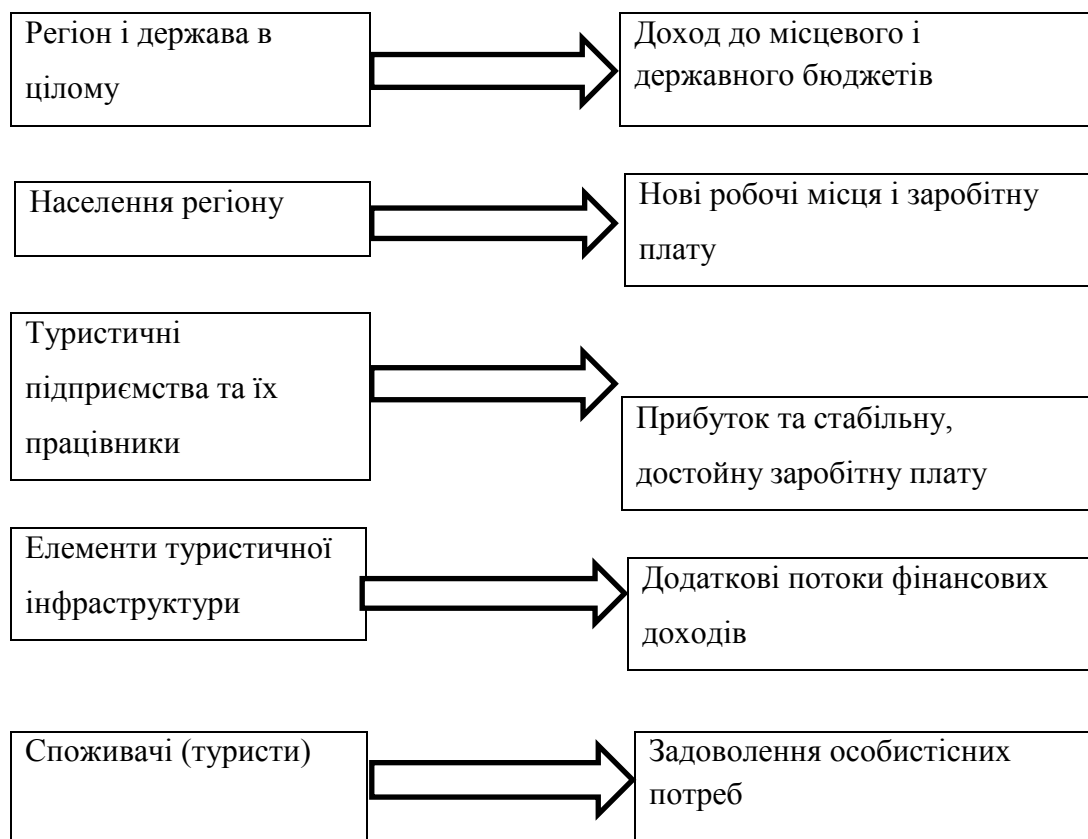 Регіон і держава в
цілому
Доход до місцевого і
державного бюджетів
Населення регіону
Нові робочі місця і заробітну
плату
Туристичні
підприємства та їх
працівники
Прибуток та стабільну,
достойну заробітну плату
Елементи туристичної
інфраструктури
Додаткові потоки фінансових
доходів
Споживачі (туристи)
Задоволення особистісних
потреб